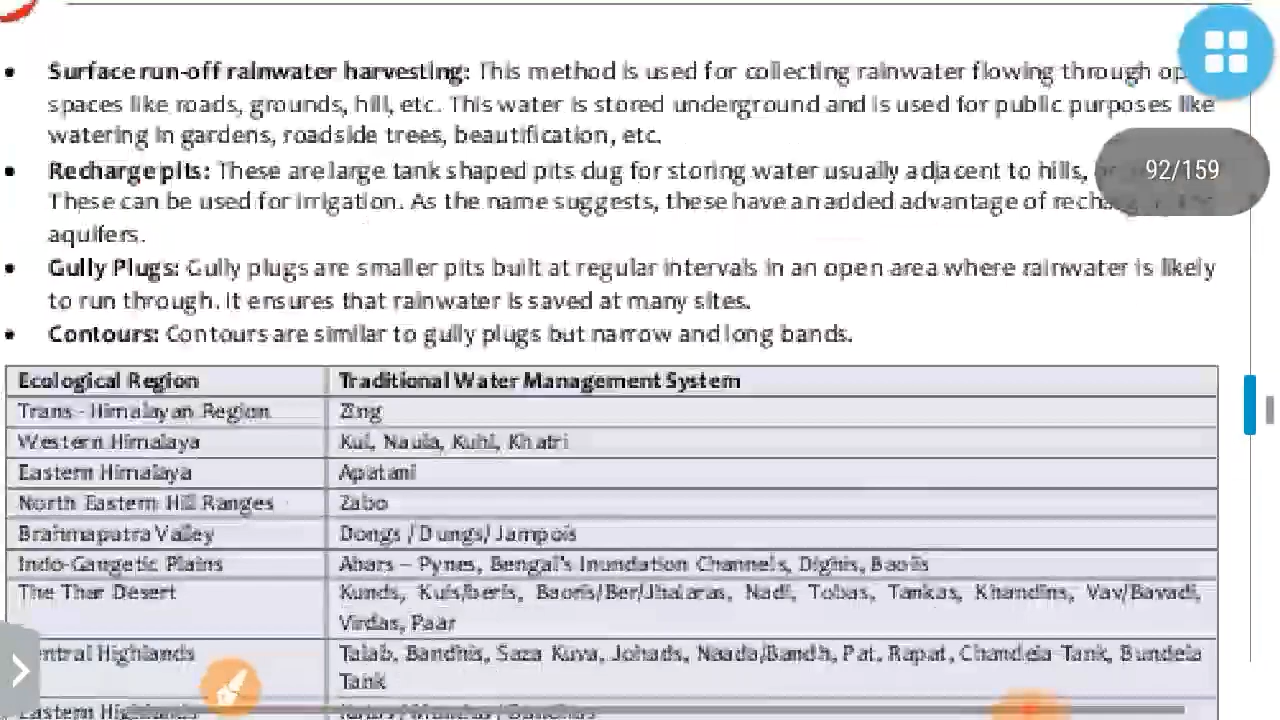 • Surface run-off rainwater harvesting: This method is used for collecting rainwater flowing through
spaces like roads, grounds, hill, etc. This water is stored underground and is used for public purposes like
watering in gardens, roadside trees, beautification, etc.
• Recharge pits: These are large tank shaped pits dug for storing water usually adjacent to hills,
92/159
These can be used for irrigation. As the name suggests, these have an added advantage of
aquifers.
• Gully Plugs: Gully plugs are smaller pits built at regular intervals in an open area where rainwater is likely
to run through. It ensures that rainwater is saved at many sites.
• Contours: Contours are similar to gully plugs but narrow and long bands.
Ecological Region Traditional Water Management System
Trans - Himalayan Region Zing
Western Himalaya Kul, Naula, Kuhl, Khatri
Eastern Himalaya Apatani
North Eastern Hill Ranges Zabo
Brahmaputra Valley Dongs / Dungs/ Jampois
Indo-Gangetic Plains Ahars – Pynes, Bengal's Inundation Channels, Dighis, Baolis
The Thar Desert Kunds, Kuis/beris, Baoris/Ber/Jhalaras, Nadi, Tobas, Tankas, Khandins, Vav/Bavadi,
Virdas, Paar
Highlands Talab, Bandhis, Saza Kuva, Johads, Naada/Bandh, Pat, Rapat, Chandela Tank, Bundela
Tank
Eastern